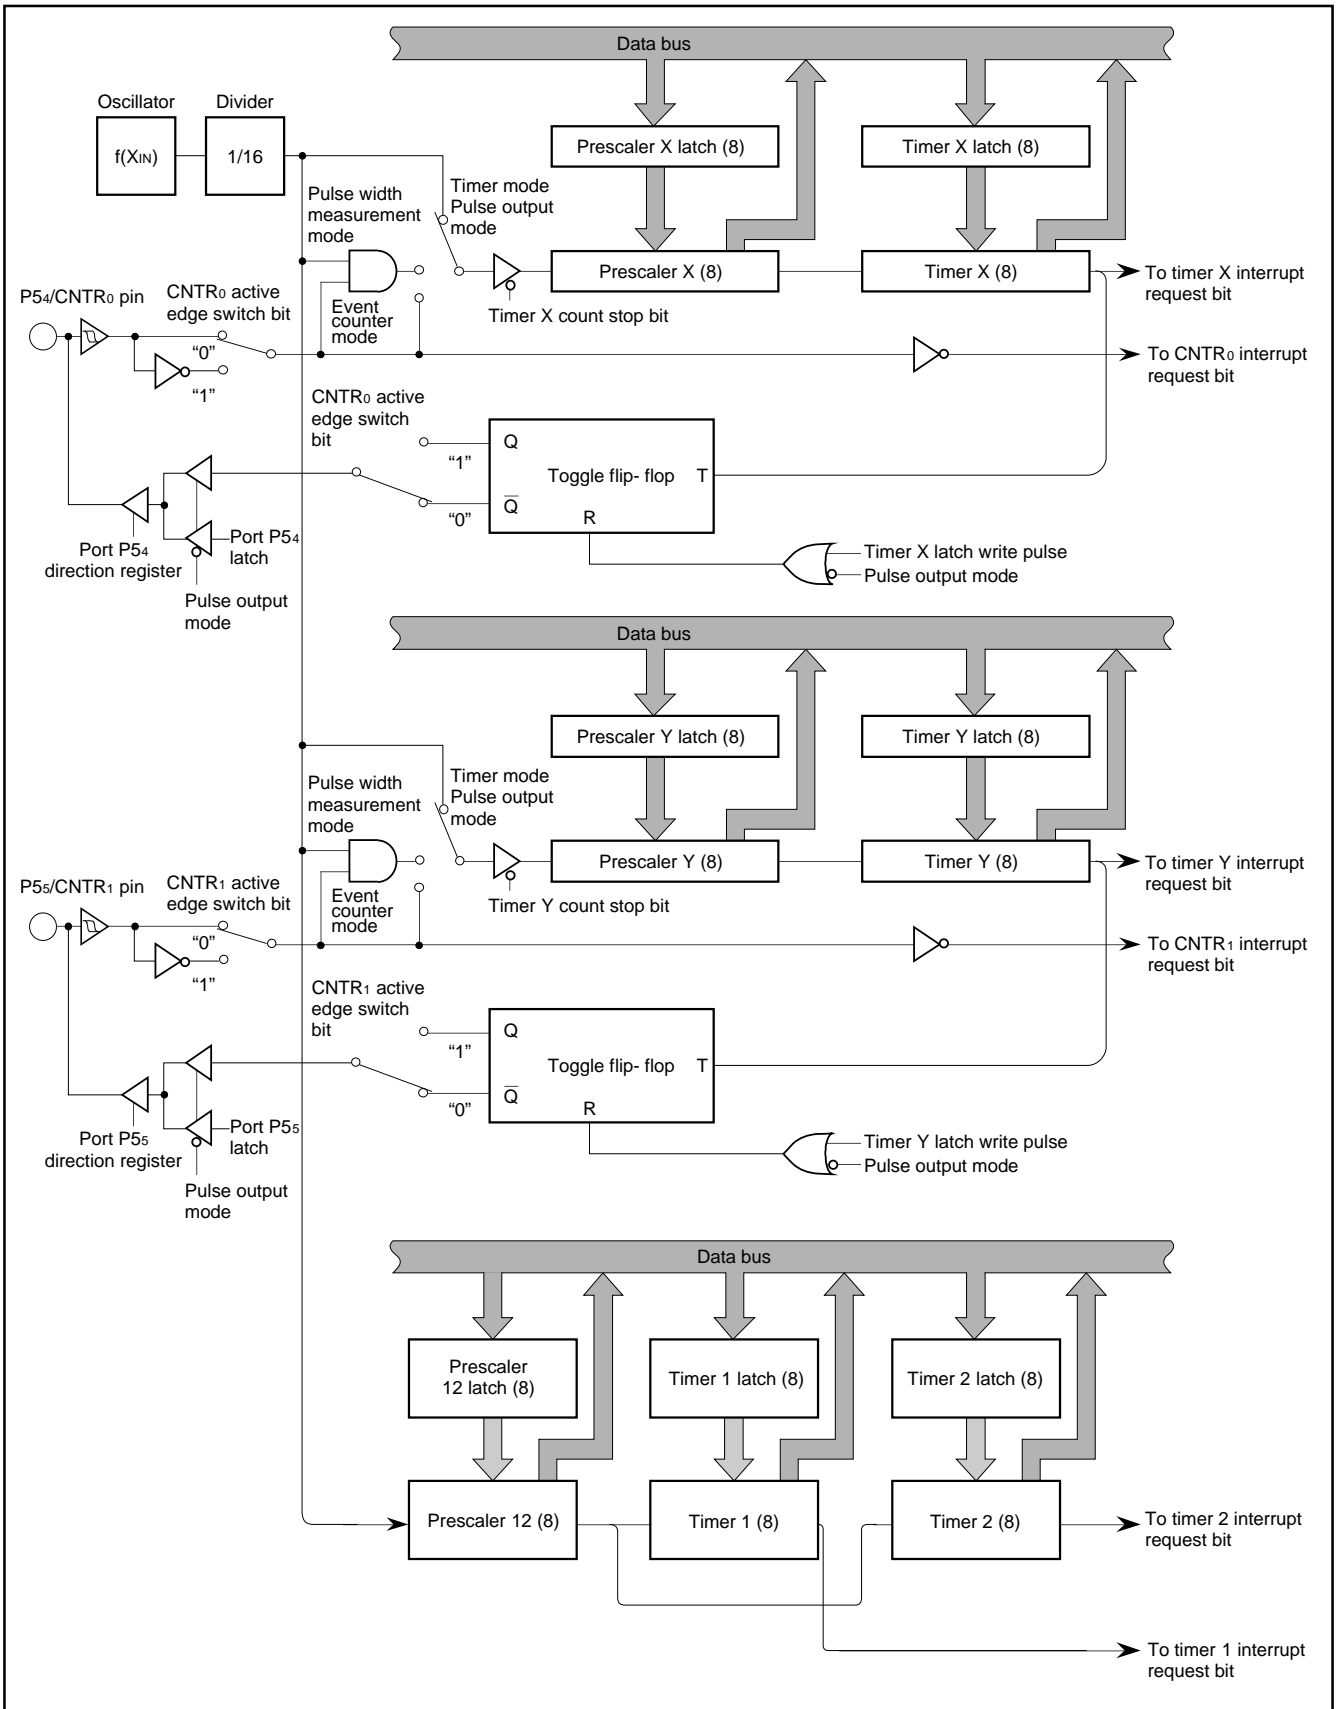 Data bus
Oscillator
Divider
f(XIN)
1/16
Prescaler X latch (8)
Timer X latch (8)
Pulse width
measurement
mode
Timer mode
Pulse output
mode
Prescaler X (8)
Timer X (8)
To timer X interrupt
request bit
P54/CNTR0 pin
CNTR0 active
edge switch bit
Event
counter
mode
Timer X count stop bit
“0”
“1”
To CNTR0 interrupt
request bit
CNTR0 active
edge switch
bit
“1”
Q
Toggle flip- flop
T
“0”
Q̅
R
Port P54
direction register
Port P54
latch
Pulse output
mode
Timer X latch write pulse
Pulse output mode
Data bus
Prescaler Y latch (8)
Timer Y latch (8)
Pulse width
measurement
mode
Timer mode
Pulse output
mode
Prescaler Y (8)
Timer Y (8)
To timer Y interrupt
request bit
P55/CNTR1 pin
CNTR1 active
edge switch bit
Event
counter
mode
Timer Y count stop bit
“0”
“1”
To CNTR1 interrupt
request bit
CNTR1 active
edge switch
bit
“1”
Q
Toggle flip- flop
T
“0”
Q̅
R
Port P55
direction register
Port P55
latch
Pulse output
mode
Timer Y latch write pulse
Pulse output mode
Data bus
Prescaler
12 latch (8)
Timer 1 latch (8)
Timer 2 latch (8)
Prescaler 12 (8)
Timer 1 (8)
Timer 2 (8)
To timer 2 interrupt
request bit
To timer 1 interrupt
request bit